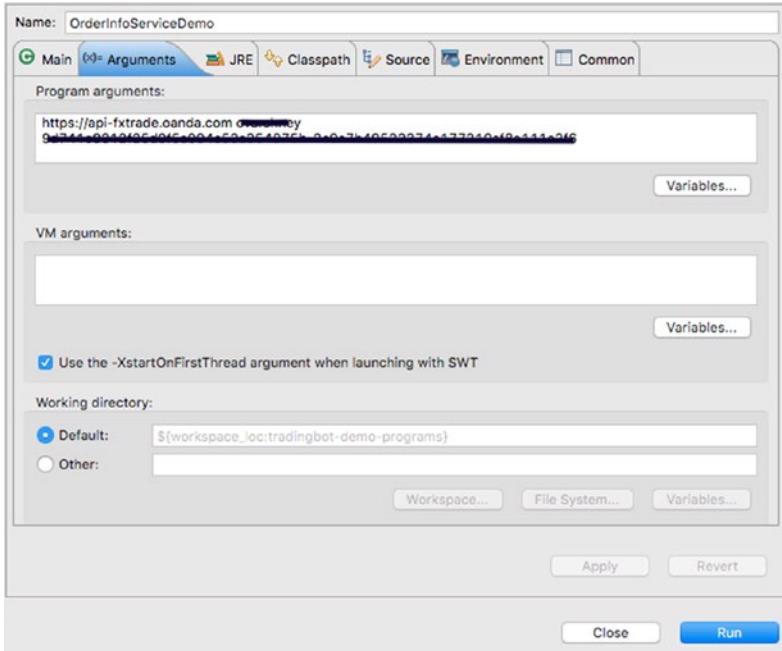 Name: OrderInfoServiceDemo
Main (x)= Arguments JRE Classpath Source Environment Common
Program arguments:
https://api-fxtrade.oanda.com
Variables...
VM arguments:
Variables...
Use the -XstartOnFirstThread argument when launching with SWT
Working directory:
Default: ${workspace_loc:tradingbot-demo-programs}
Other:
Workspace... File System... Variables...
Apply Revert
Close Run